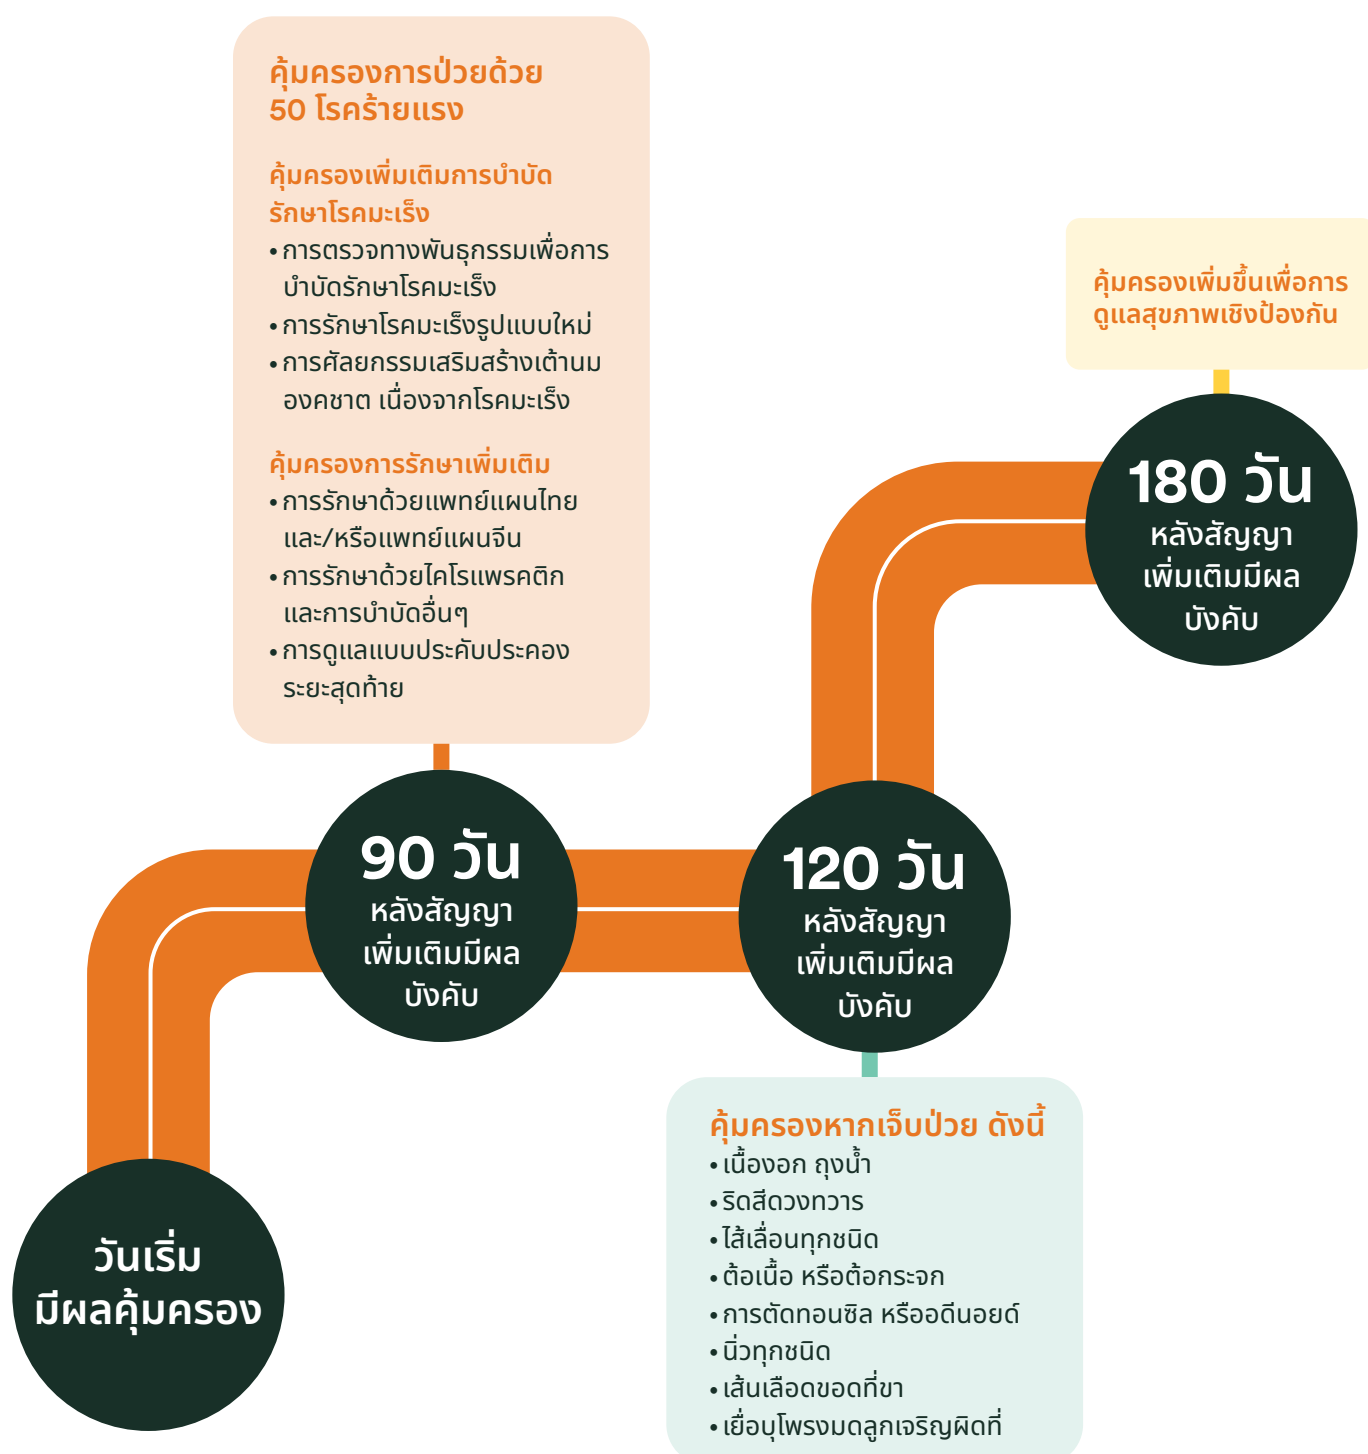 คุ้มครองการป่วยด้วย
50 โรคร้ายแรง
คุ้มครองเพิ่มเติมการบำบัด
รักษาโรคมะเร็ง
• การตรวจทางพันธุกรรมเพื่อการ
บำบัดรักษาโรคมะเร็ง
• การรักษาโรคมะเร็งรูปแบบใหม่
• การศัลยกรรมเสริมสร้างเต้านม
องคชาต เนื่องจากโรคมะเร็ง
คุ้มครองการรักษาเพิ่มเติม
• การรักษาด้วยแพทย์แผนไทย
และ/หรือแพทย์แผนจีน
• การรักษาด้วยไคโรแพรคติก
และการบำบัดอื่นๆ
• การดูแลแบบประคับประคอง
ระยะสุดท้าย
คุ้มครองเพิ่มขึ้นเพื่อการ
ดูแลสุขภาพเชิงป้องกัน
180 วัน
หลังสัญญา
เพิ่มเติมมีผล
บังคับ
90 วัน
หลังสัญญา
เพิ่มเติมมีผล
บังคับ
120 วัน
หลังสัญญา
เพิ่มเติมมีผล
บังคับ
คุ้มครองหากเจ็บป่วย ดังนี้
• เนื้องอก ถุงน้ำ
• ริดสีดวงทวาร
• ไส้เลื่อนทุกชนิด
• ต้อเนื้อ หรือต้อกระจก
• การตัดทอนซิล หรืออดีนอยด์
• นิ่วทุกชนิด
• เส้นเลือดขอดที่ขา
• เยื่อบุโพรงมดลูกเจริญผิดที่
วันเริ่ม
มีผลคุ้มครอง